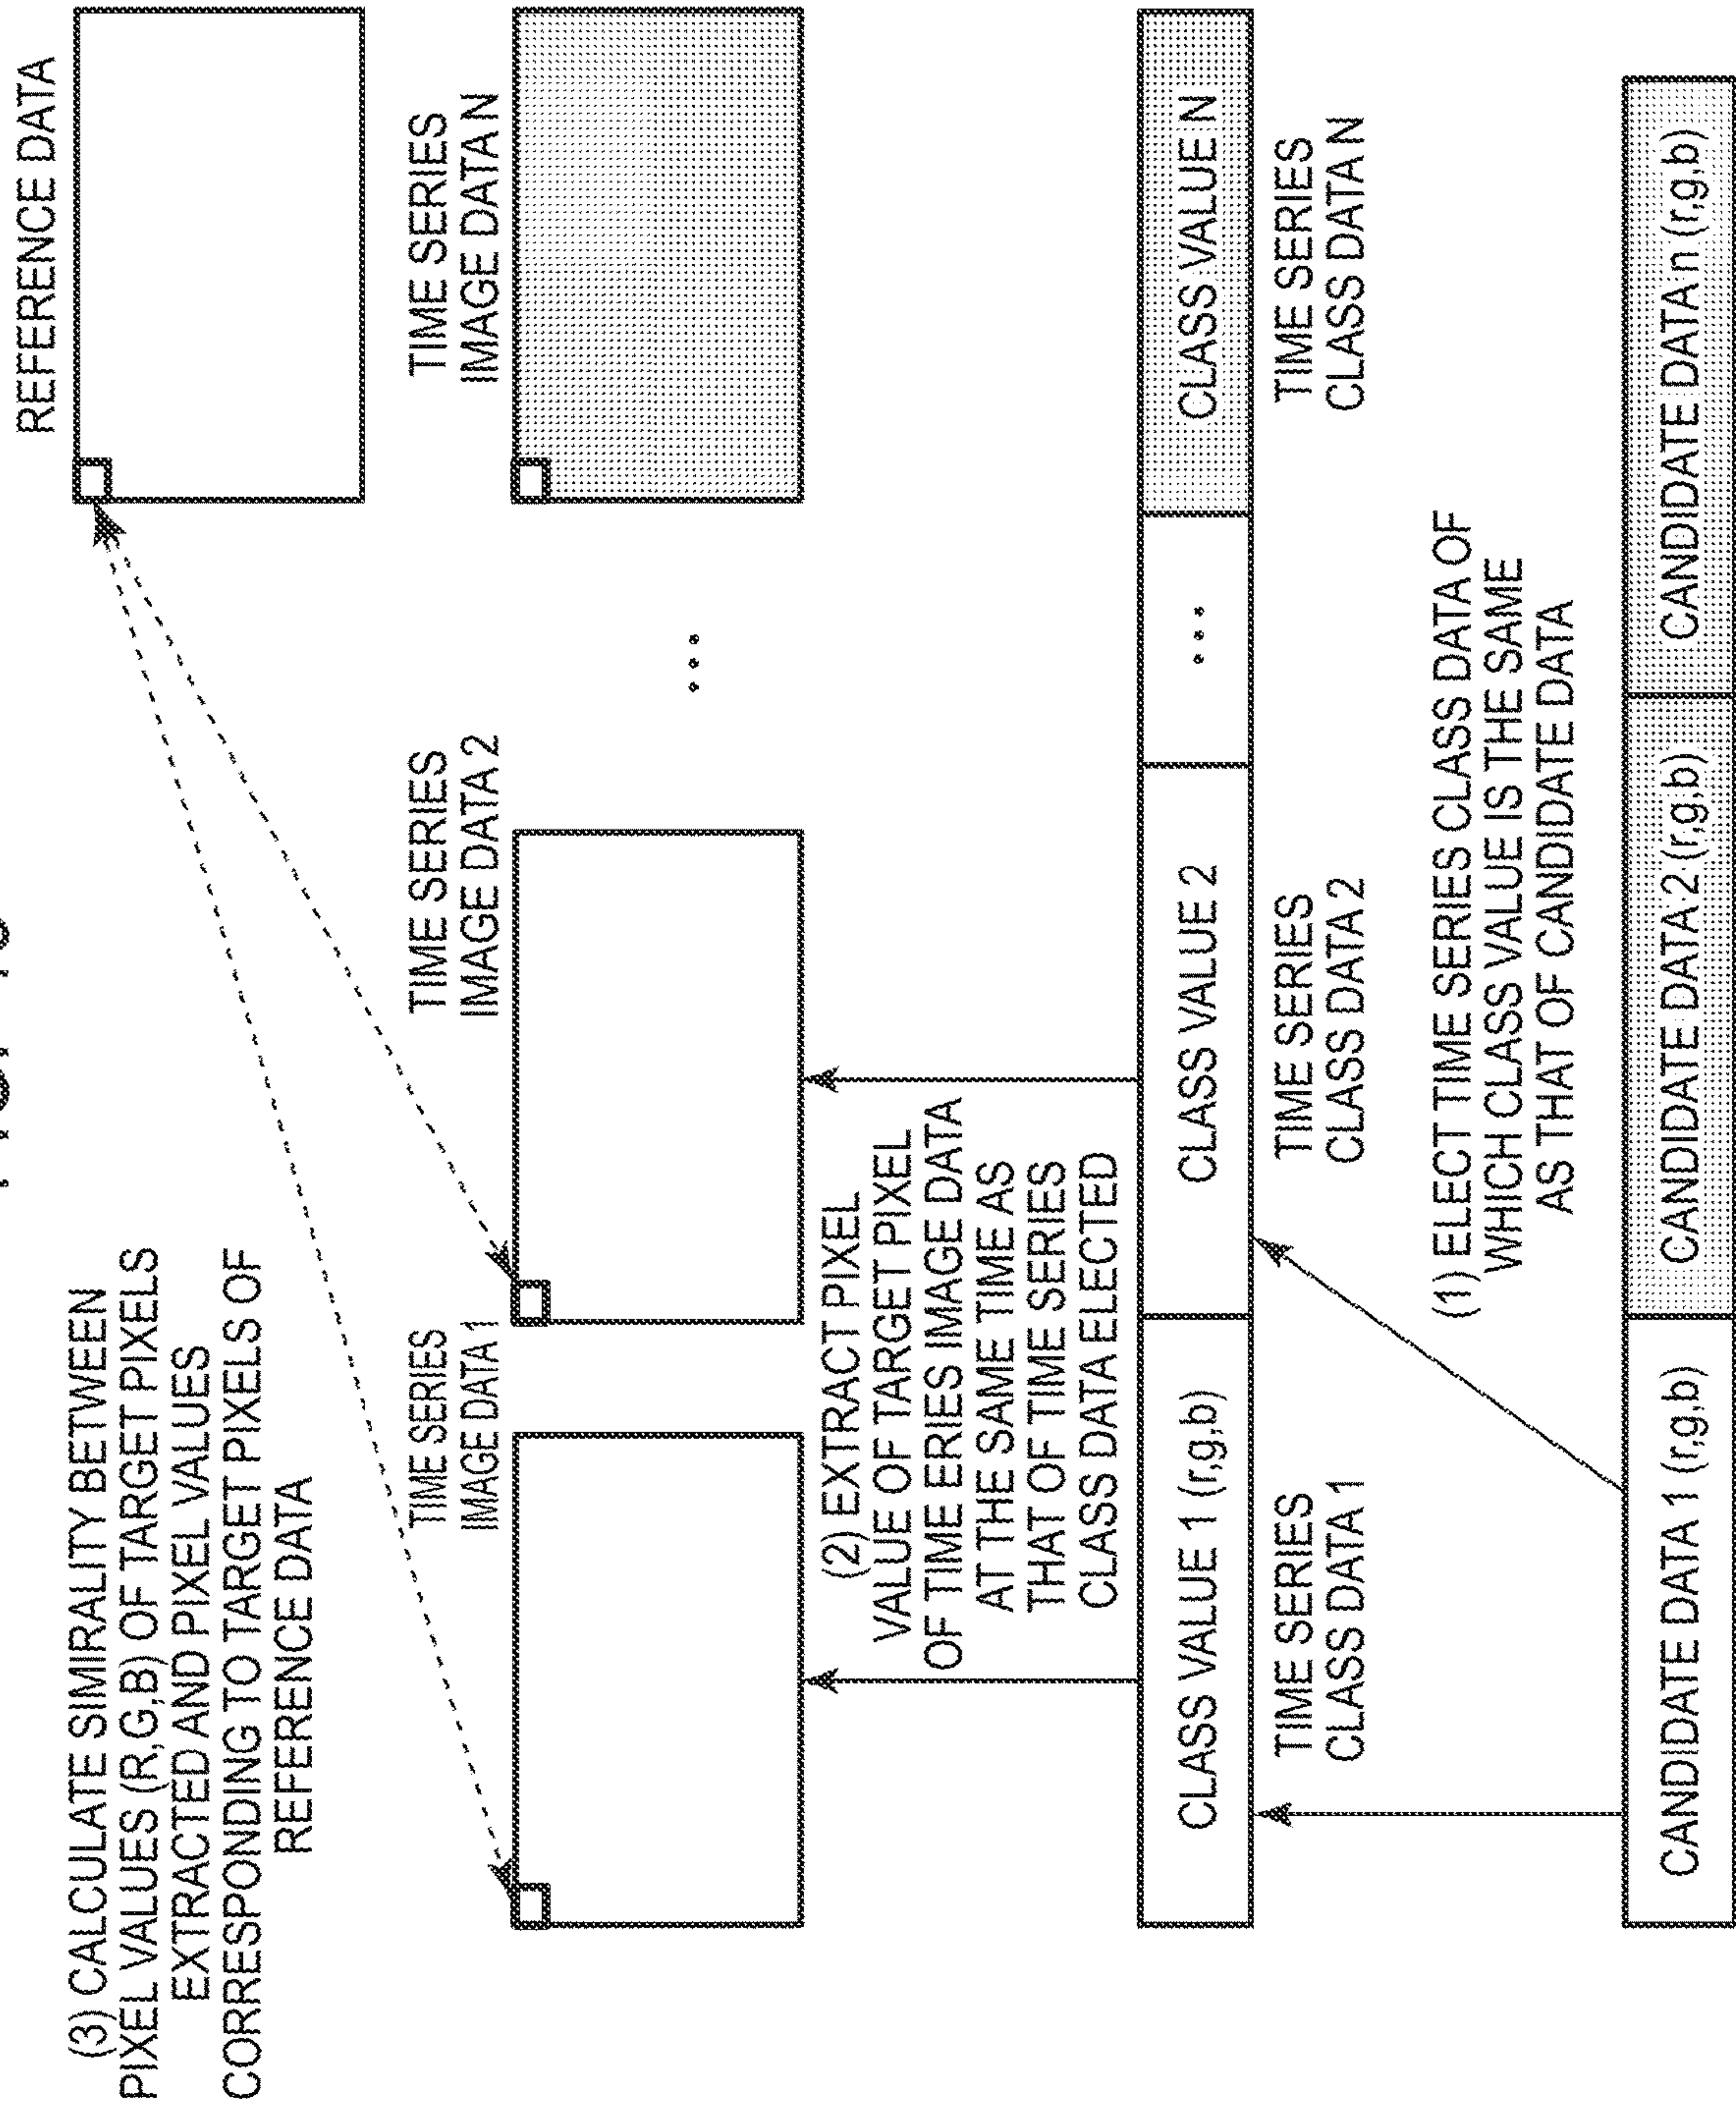 (3) CALCULATE SIMIRALITY BETWEEN
PIXEL VALUES (R,G,B) OF TARGET PIXELS
EXTRACTED AND PIXEL VALUES
CORRESPONDING TO TARGET PIXELS OF
REFERENCE DATA
REFERENCE DATA
TIME SERIES
IMAGE DATA 1
TIME SERIES
IMAGE DATA 2
TIME SERIES
IMAGE DATA N
...
(2) EXTRACT PIXEL
VALUE OF TARGET PIXEL
OF TIME ERIES IMAGE DATA
AT THE SAME TIME AS
THAT OF TIME SERIES
CLASS DATA ELECTED
CLASS VALUE 1 (r,g,b)
CLASS VALUE 2
...
CLASS VALUE N
TIME SERIES
CLASS DATA 1
TIME SERIES
CLASS DATA 2
TIME SERIES
CLASS DATA N
(1) ELECT TIME SERIES CLASS DATA OF
WHICH CLASS VALUE IS THE SAME
AS THAT OF CANDIDATE DATA
CANDIDATE DATA 1 (r,g,b)
CANDIDATE DATA 2 (r,g,b)
CANDIDATE DATA n (r,g,b)